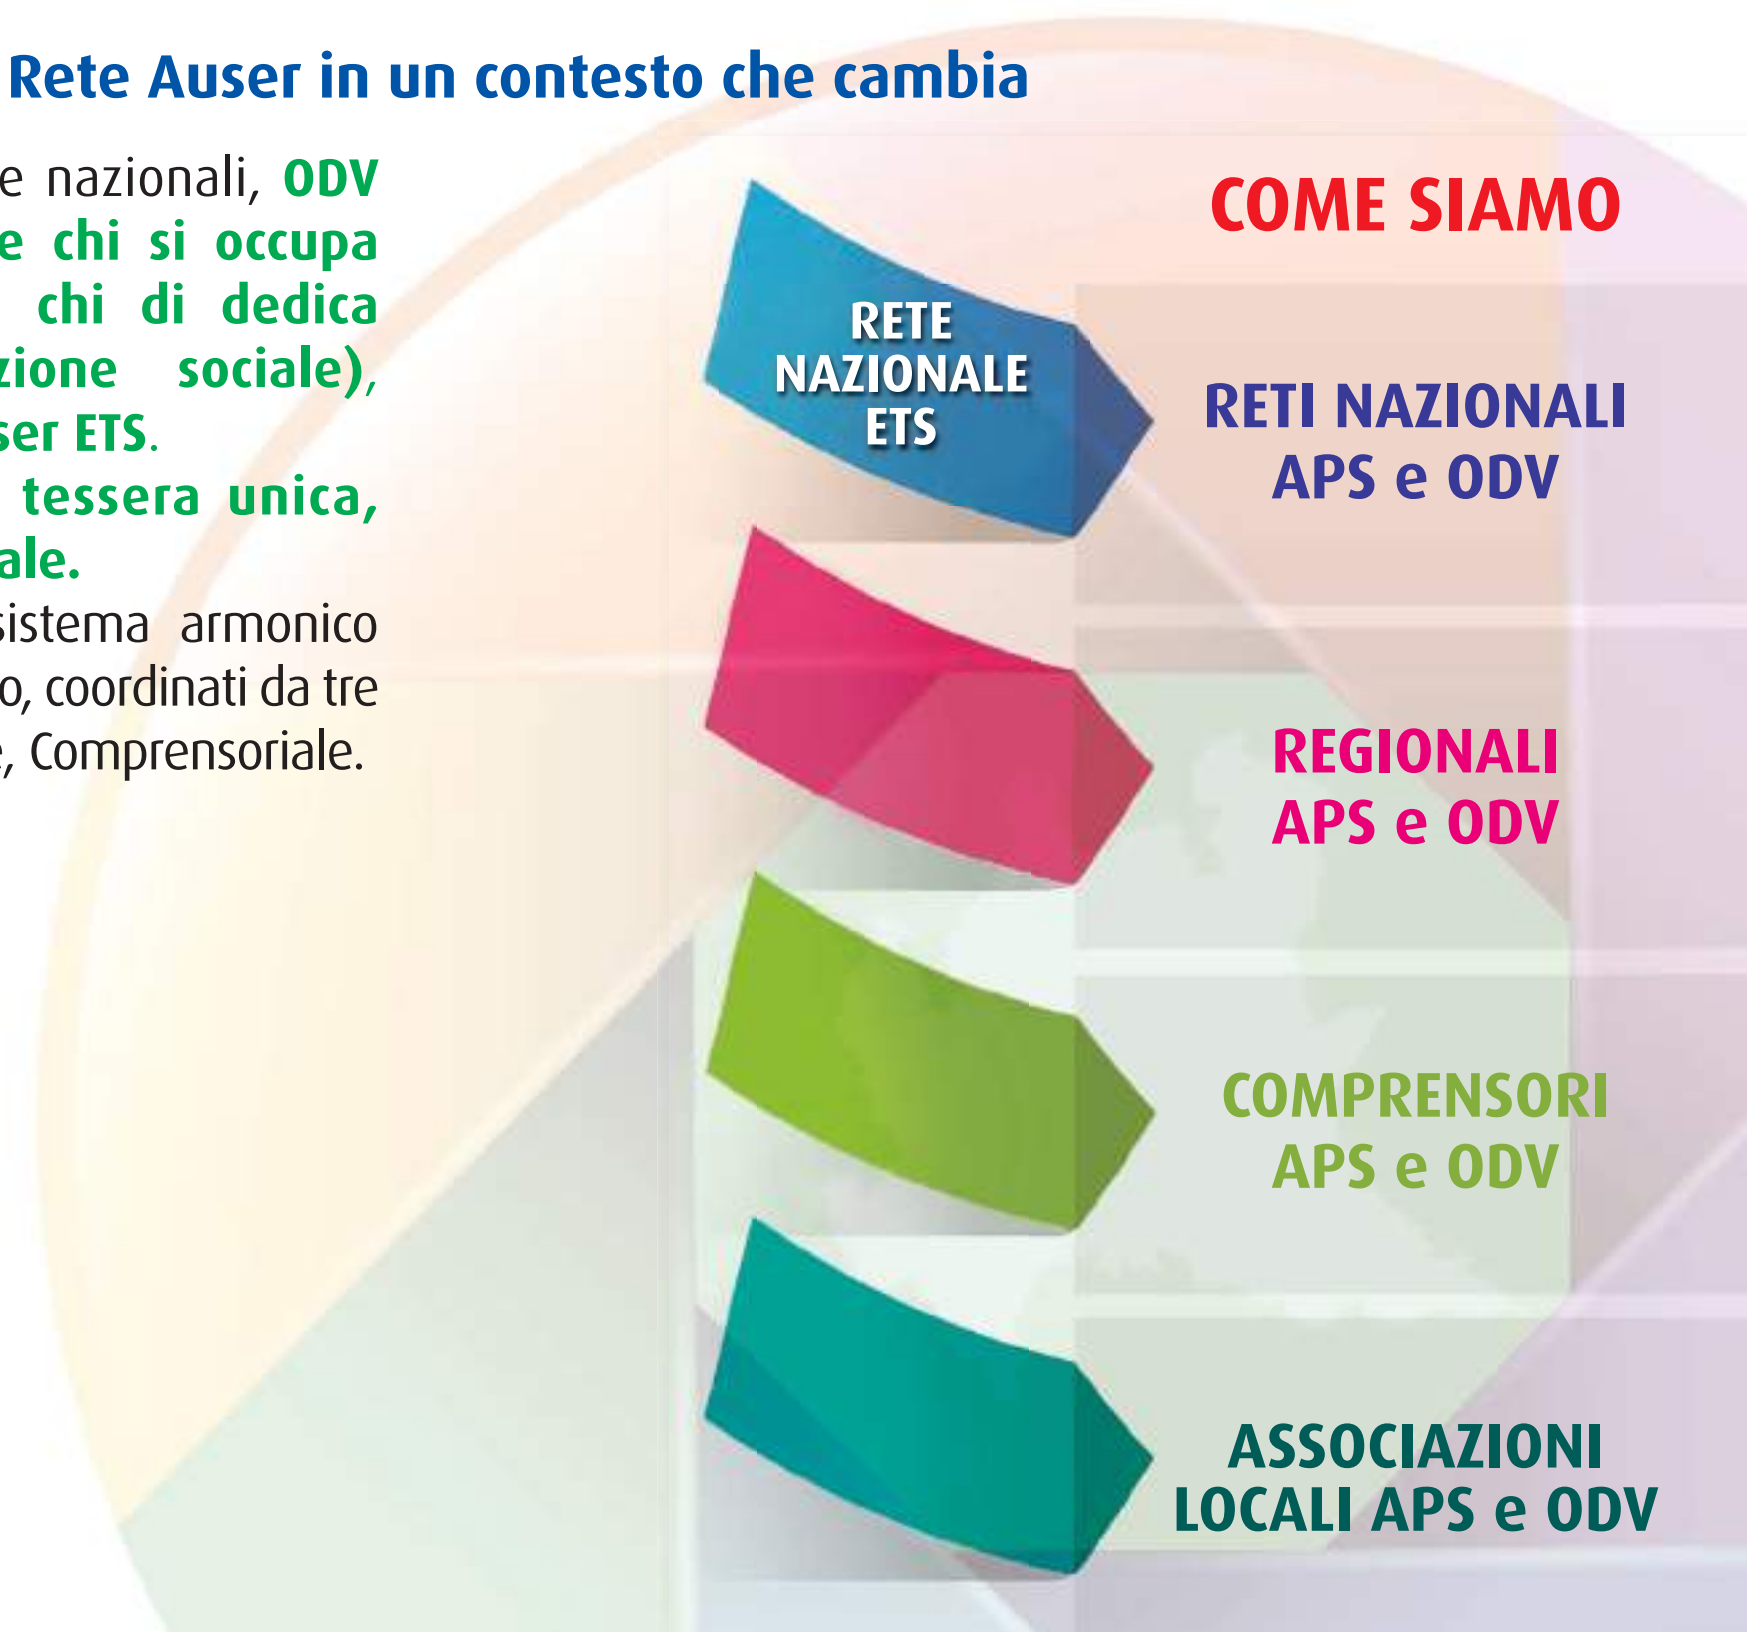 Rete Auser in un contesto che cambia
e nazionali, ODV
e chi si occupa
chi di dedica
zione sociale),
ser ETS.
tessera unica,
ale.
sistema armonico
o, coordinati da tre
e, Comprensoriale.
COME SIAMO
RETE
NAZIONALE
ETS
RETI NAZIONALI
APS e ODV
REGIONALI
APS e ODV
COMPRENSORI
APS e ODV
ASSOCIAZIONI
LOCALI APS e ODV